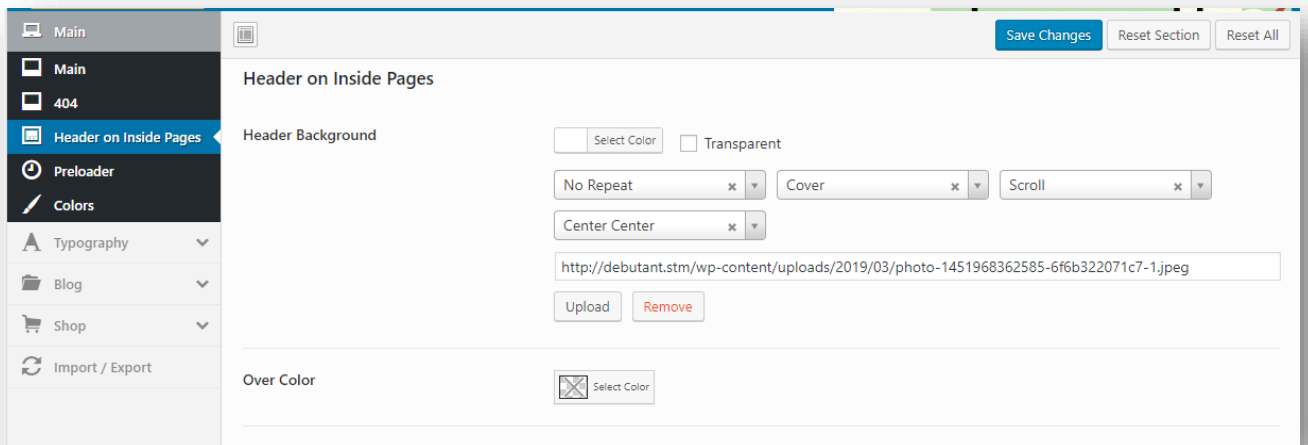 Main
Save Changes
Reset Section
Reset All
Main
404
Header on Inside Pages
Preloader
Colors
Typography
Blog
Shop
Import / Export
Header on Inside Pages
Header Background
Select Color
Transparent
No Repeat
Cover
Scroll
Center Center
http://debutant.stm/wp-content/uploads/2019/03/photo-1451968362585-6f6b322071c7-1.jpeg
Upload
Remove
Over Color
Select Color